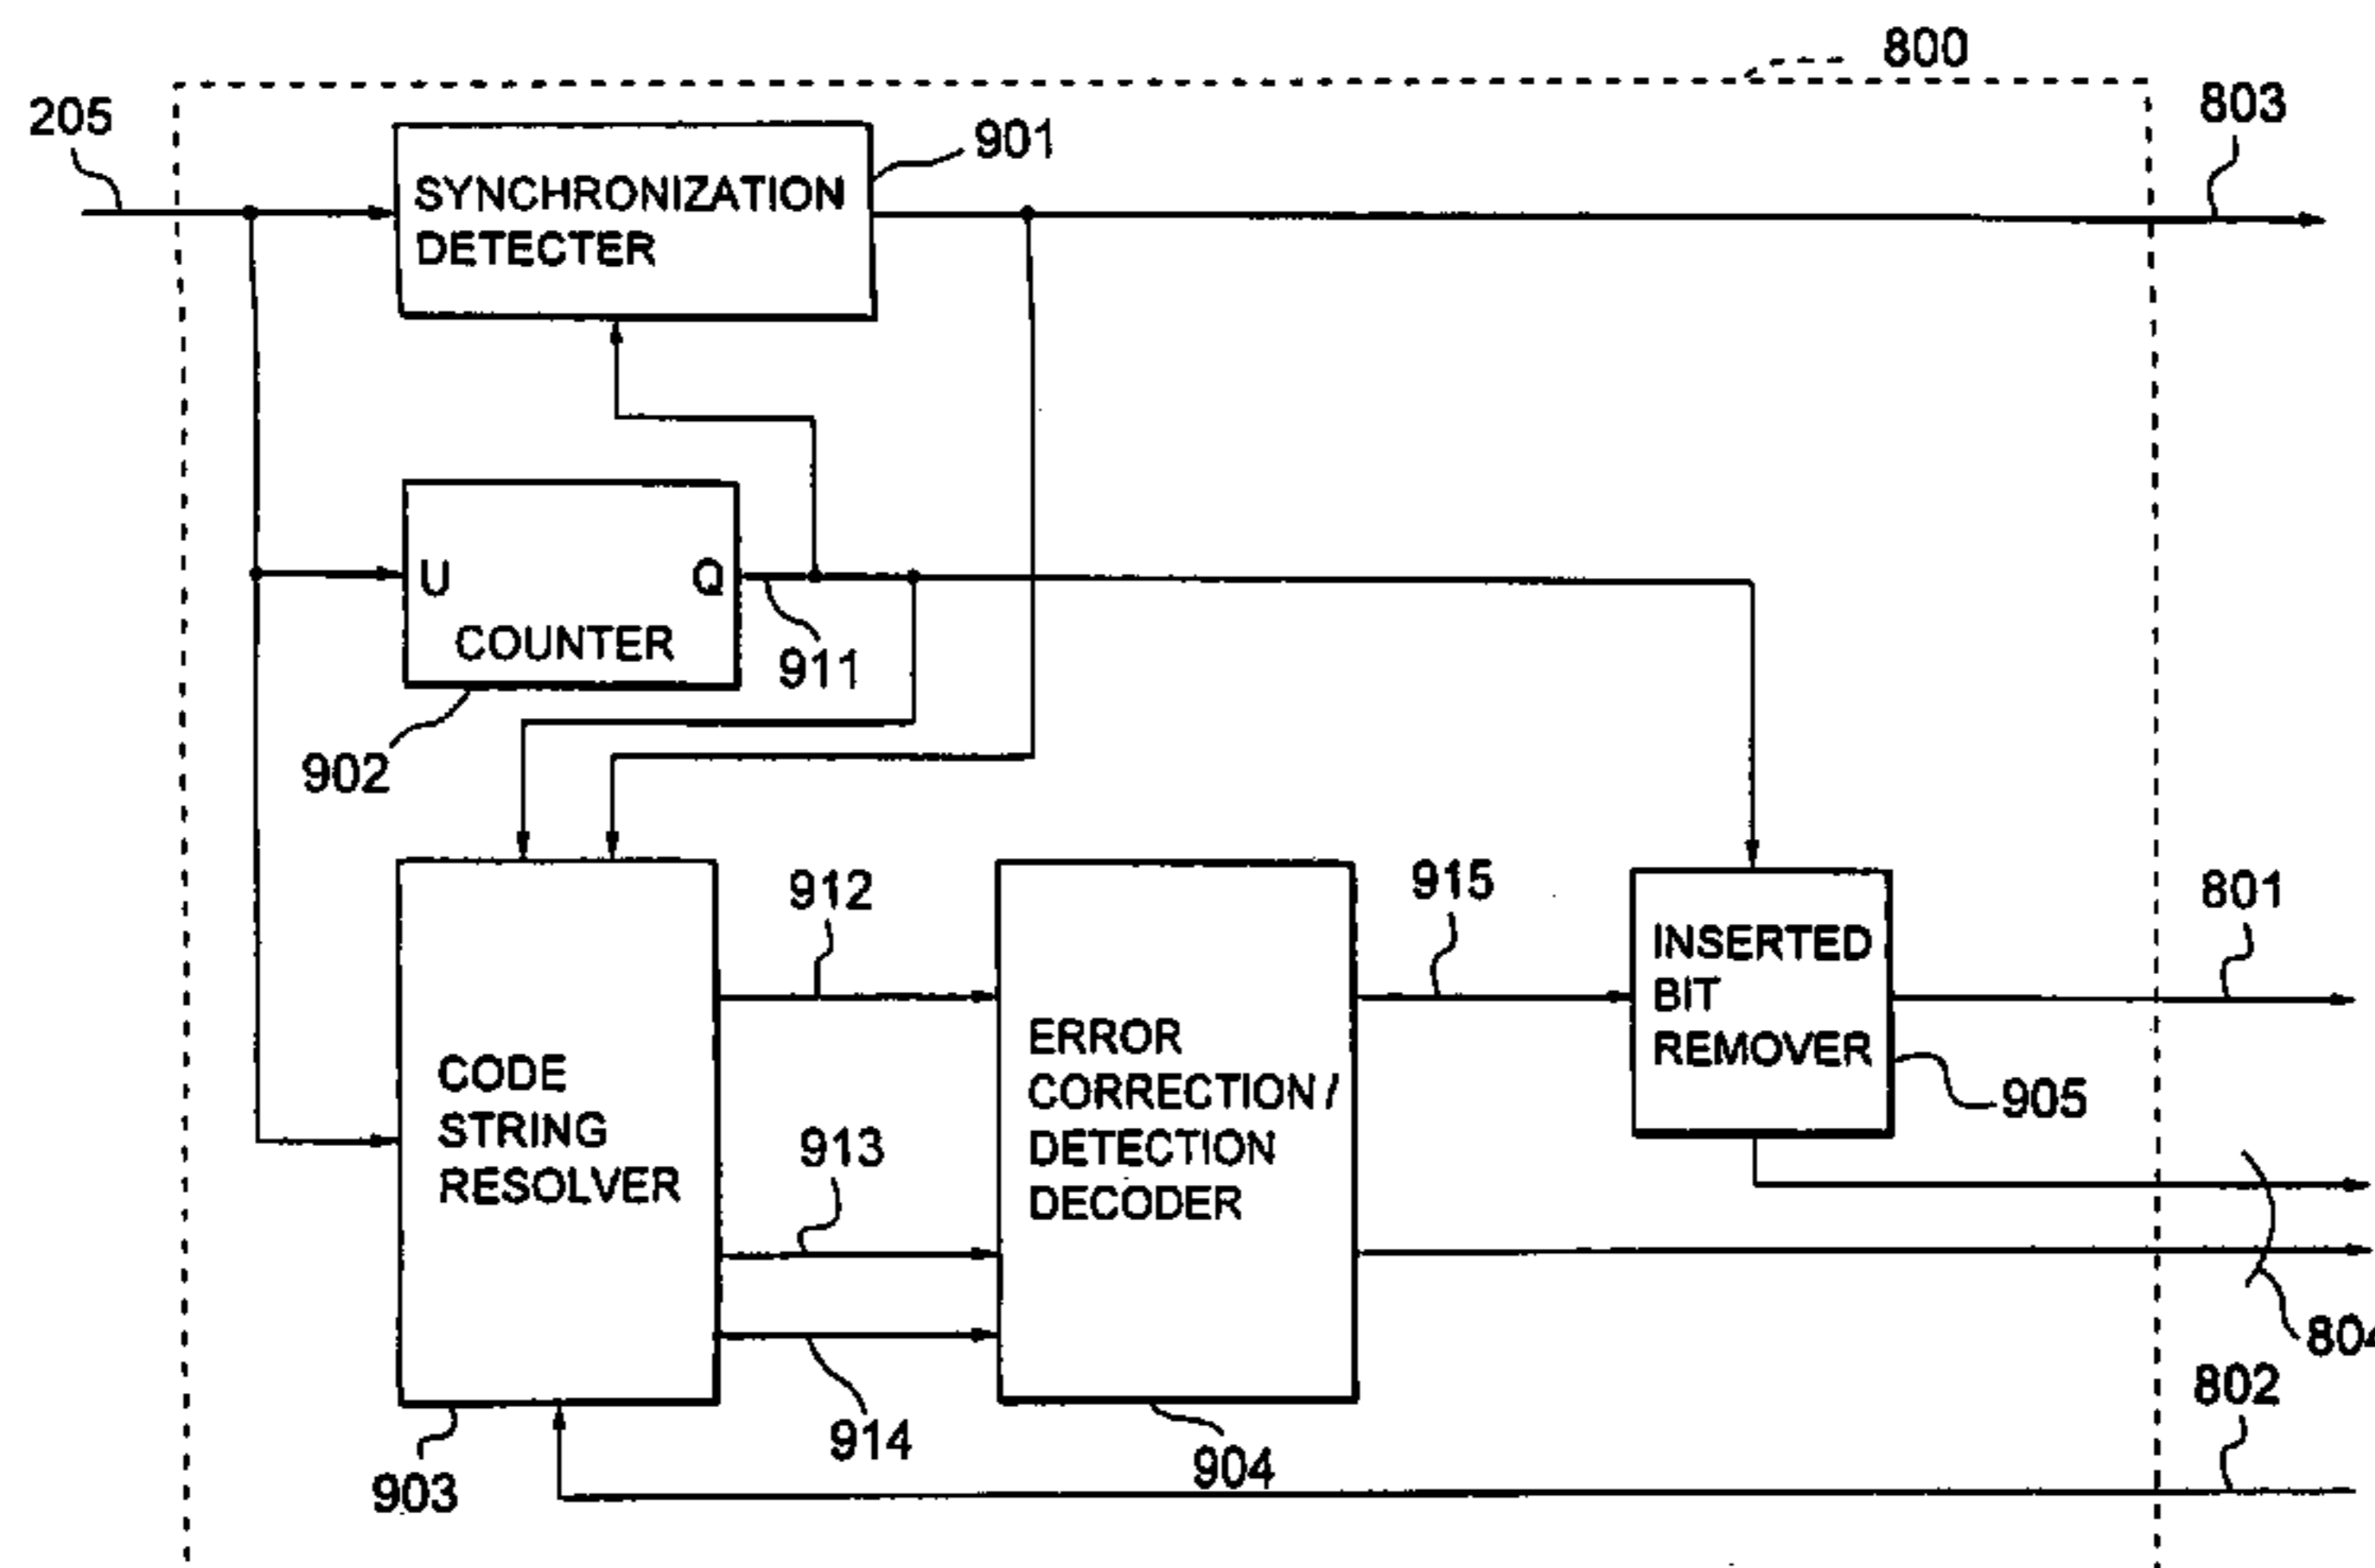 800
205
803
901
SYNCHRONIZATION
DETECTER
U
Q
COUNTER
911
902
912
915
801
INSERTED
BIT
REMOVER
905
CODE
STRING
RESOLVER
ERROR
CORRECTION /
DETECTION
DECODER
913
914
804
802
903
904